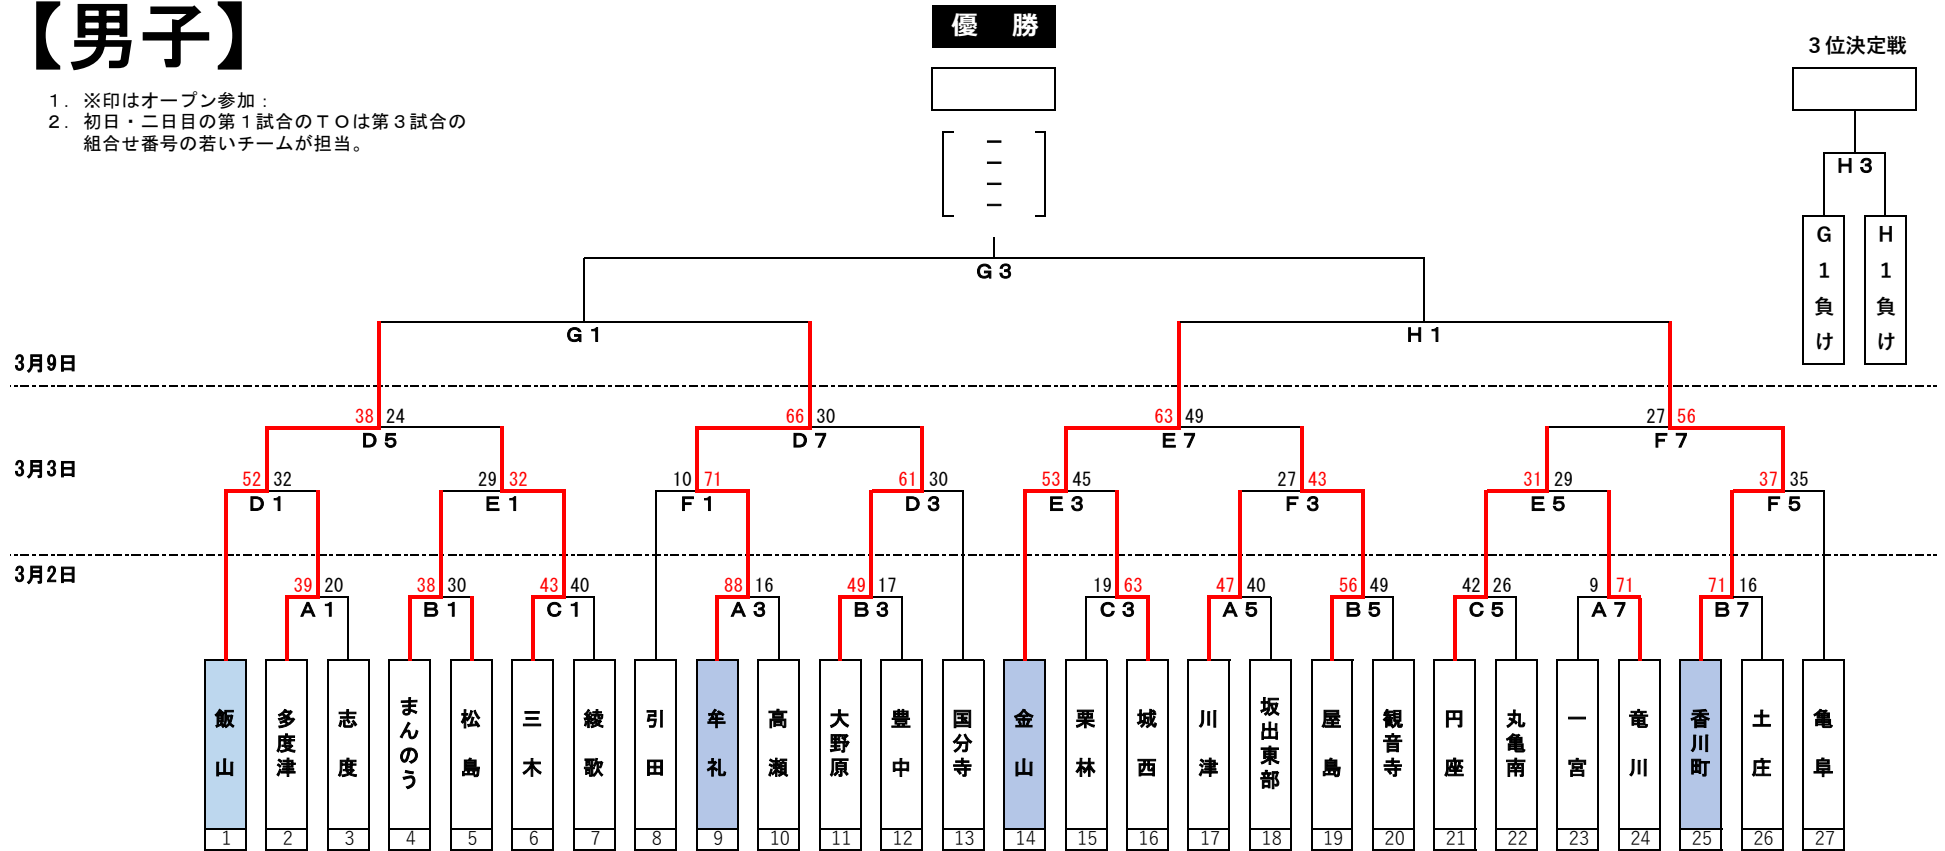 【男子】
優　勝
３位決定戦
１．※印はオープン参加：
２．初日・二日目の第１試合のＴＯは第３試合の
組合せ番号の若いチームが担当。
ー
ー
ー
ー
Ｈ３
Ｇ１負け
Ｈ１負け
Ｇ３
Ｇ１
Ｈ１
3月9日
38 24
66 30
63 49
27 56
Ｄ５
Ｄ７
Ｅ７
Ｆ７
3月3日
52 32
29 32
10 71
61 30
53 45
27 43
31 29
37 35
Ｄ１
Ｅ１
Ｆ１
Ｄ３
Ｅ３
Ｆ３
Ｅ５
Ｆ５
3月2日
39 20
38 30
43 40
88 16
49 17
19 63
47 40
56 49
42 26
9 71
71 16
Ａ１
Ｂ１
Ｃ１
Ａ３
Ｂ３
Ｃ３
Ａ５
Ｂ５
Ｃ５
Ａ７
Ｂ７
飯山
多度津
志度
まんのう
松島
三木
綾歌
引田
牟礼
高瀬
大野原
豊中
国分寺
金山
栗林
城西
川津
坂出東部
屋島
観音寺
円座
丸亀南
一宮
竜川
香川町
土庄
亀阜
1 2 3 4 5 6 7 8 9 10 11 12 13 14 15 16 17 18 19 20 21 22 23 24 25 26 27